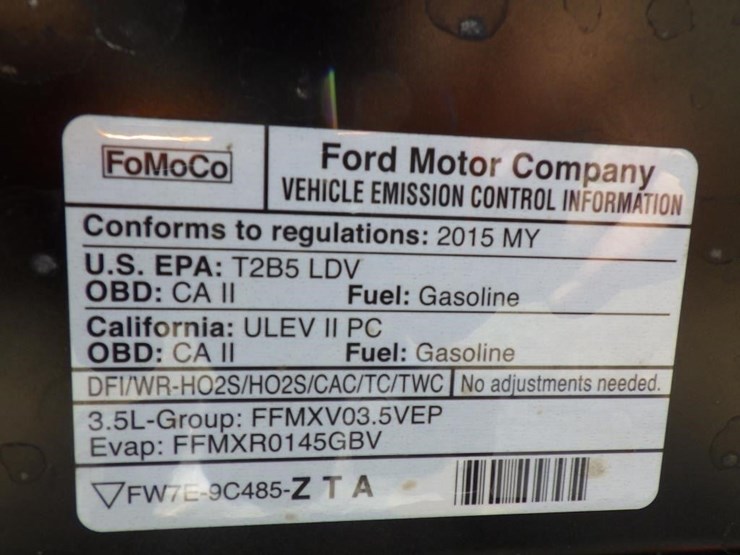 FoMoCo
Ford Motor Company
VEHICLE EMISSION CONTROL INFORMATION
Conforms to regulations: 2015 MY
U.S. EPA: T2B5 LDV
OBD: CA II Fuel: Gasoline
California: ULEV II PC
OBD: CA II Fuel: Gasoline
DFI/WR-HO2S/HO2S/CAC/TC/TWC No adjustments needed.
3.5L-Group: FFMXV03.5VEP
Evap: FFMXR0145GBV
FW7E-9C485-Z T A